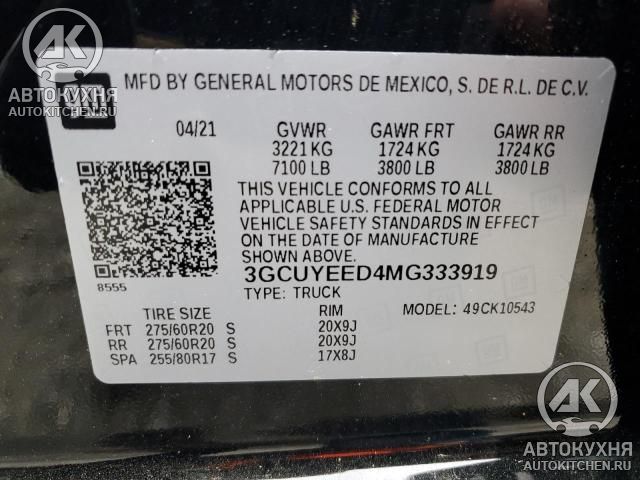 AK
АВТОКУХНЯ
AUTOKITCHEN.RU
GM
MFD BY GENERAL MOTORS DE MEXICO, S. DE R.L. DE C.V.
04/21 GVWR GAWR FRT GAWR RR
3221 KG 1724 KG 1724 KG
7100 LB 3800 LB 3800 LB
THIS VEHICLE CONFORMS TO ALL
APPLICABLE U.S. FEDERAL MOTOR
VEHICLE SAFETY STANDARDS IN EFFECT
ON THE DATE OF MANUFACTURE
SHOWN ABOVE.
8555 3GCUYEED4MG333919
TYPE: TRUCK MODEL: 49CK10543
TIRE SIZE RIM
FRT 275/60R20 S 20X9J
RR 275/60R20 S 20X9J
SPA 255/80R17 S 17X8J
AK
АВТОКУХНЯ
AUTOKITCHEN.RU